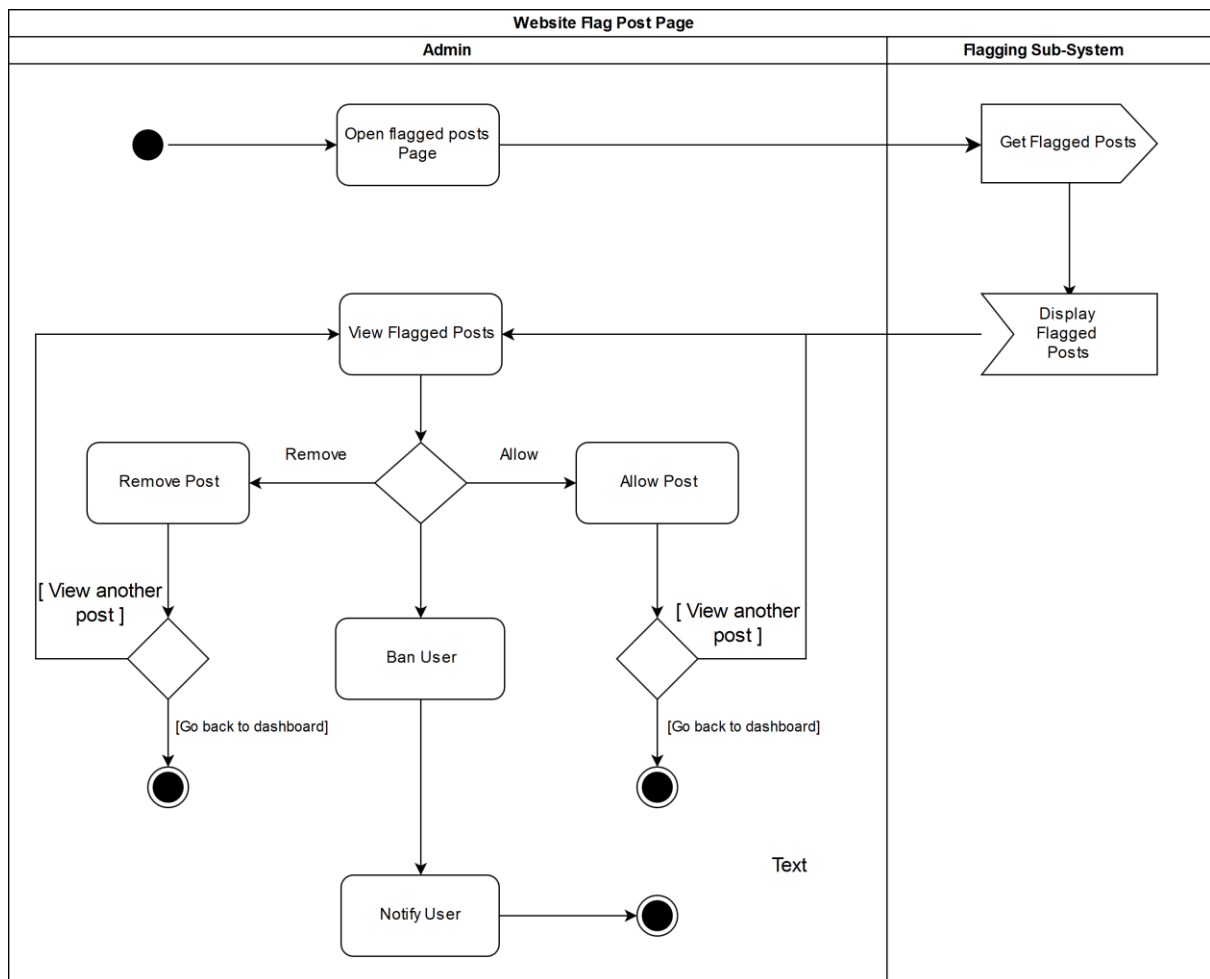 Website Flag Post Page
Admin
Flagging Sub-System
Open flagged posts
Page
Get Flagged Posts
View Flagged Posts
Display
Flagged
Posts
Remove
Allow
Remove Post
Allow Post
[ View another
post ]
[ View another
post ]
Ban User
[Go back to dashboard]
[Go back to dashboard]
Text
Notify User